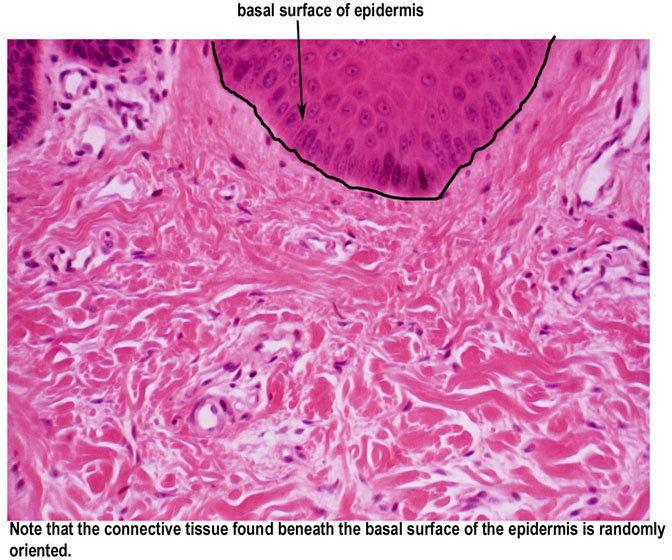 basal surface of epidermis
Note that the connective tissue found beneath the basal surface of the epidermis is randomly
oriented.